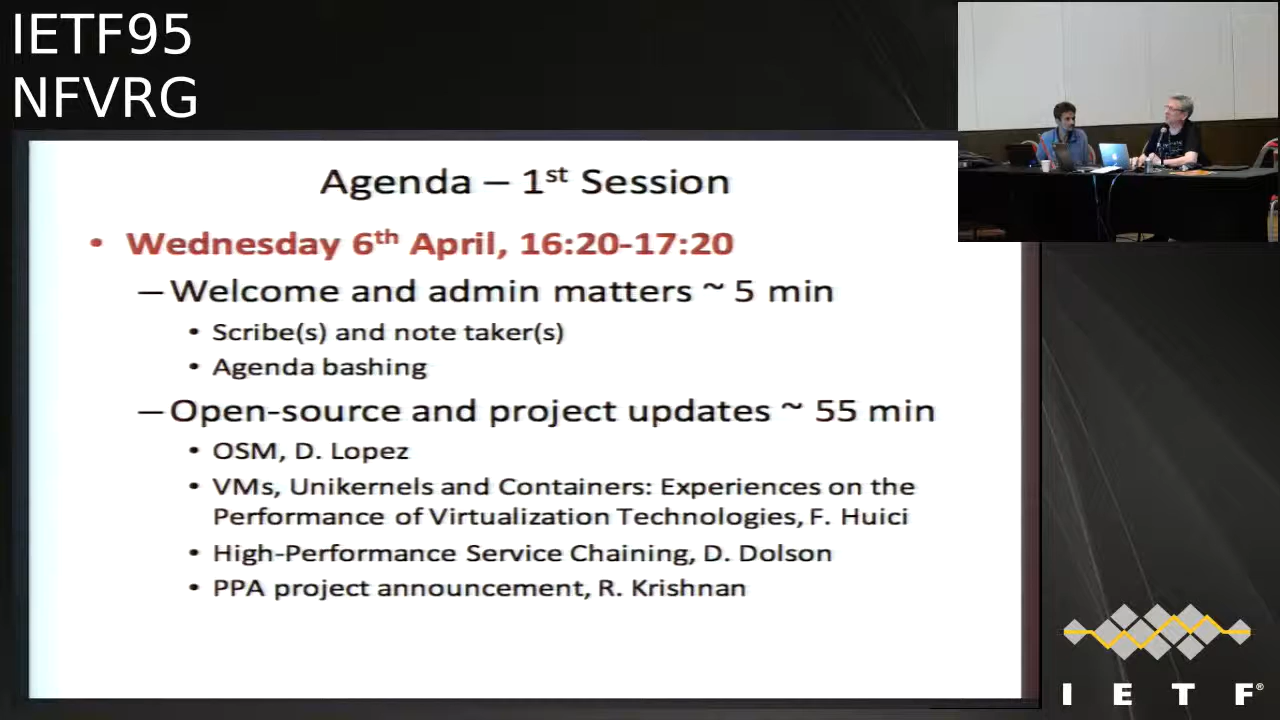 IETF95
NFVRG
Agenda – 1st Session
• Wednesday 6th April, 16:20-17:20
– Welcome and admin matters ~ 5 min
• Scribe(s) and note taker(s)
• Agenda bashing
– Open-source and project updates ~ 55 min
• OSM, D. Lopez
• VMs, Unikernels and Containers: Experiences on the
Performance of Virtualization Technologies, F. Huici
• High-Performance Service Chaining, D. Dolson
• PPA project announcement, R. Krishnan
I E T F®